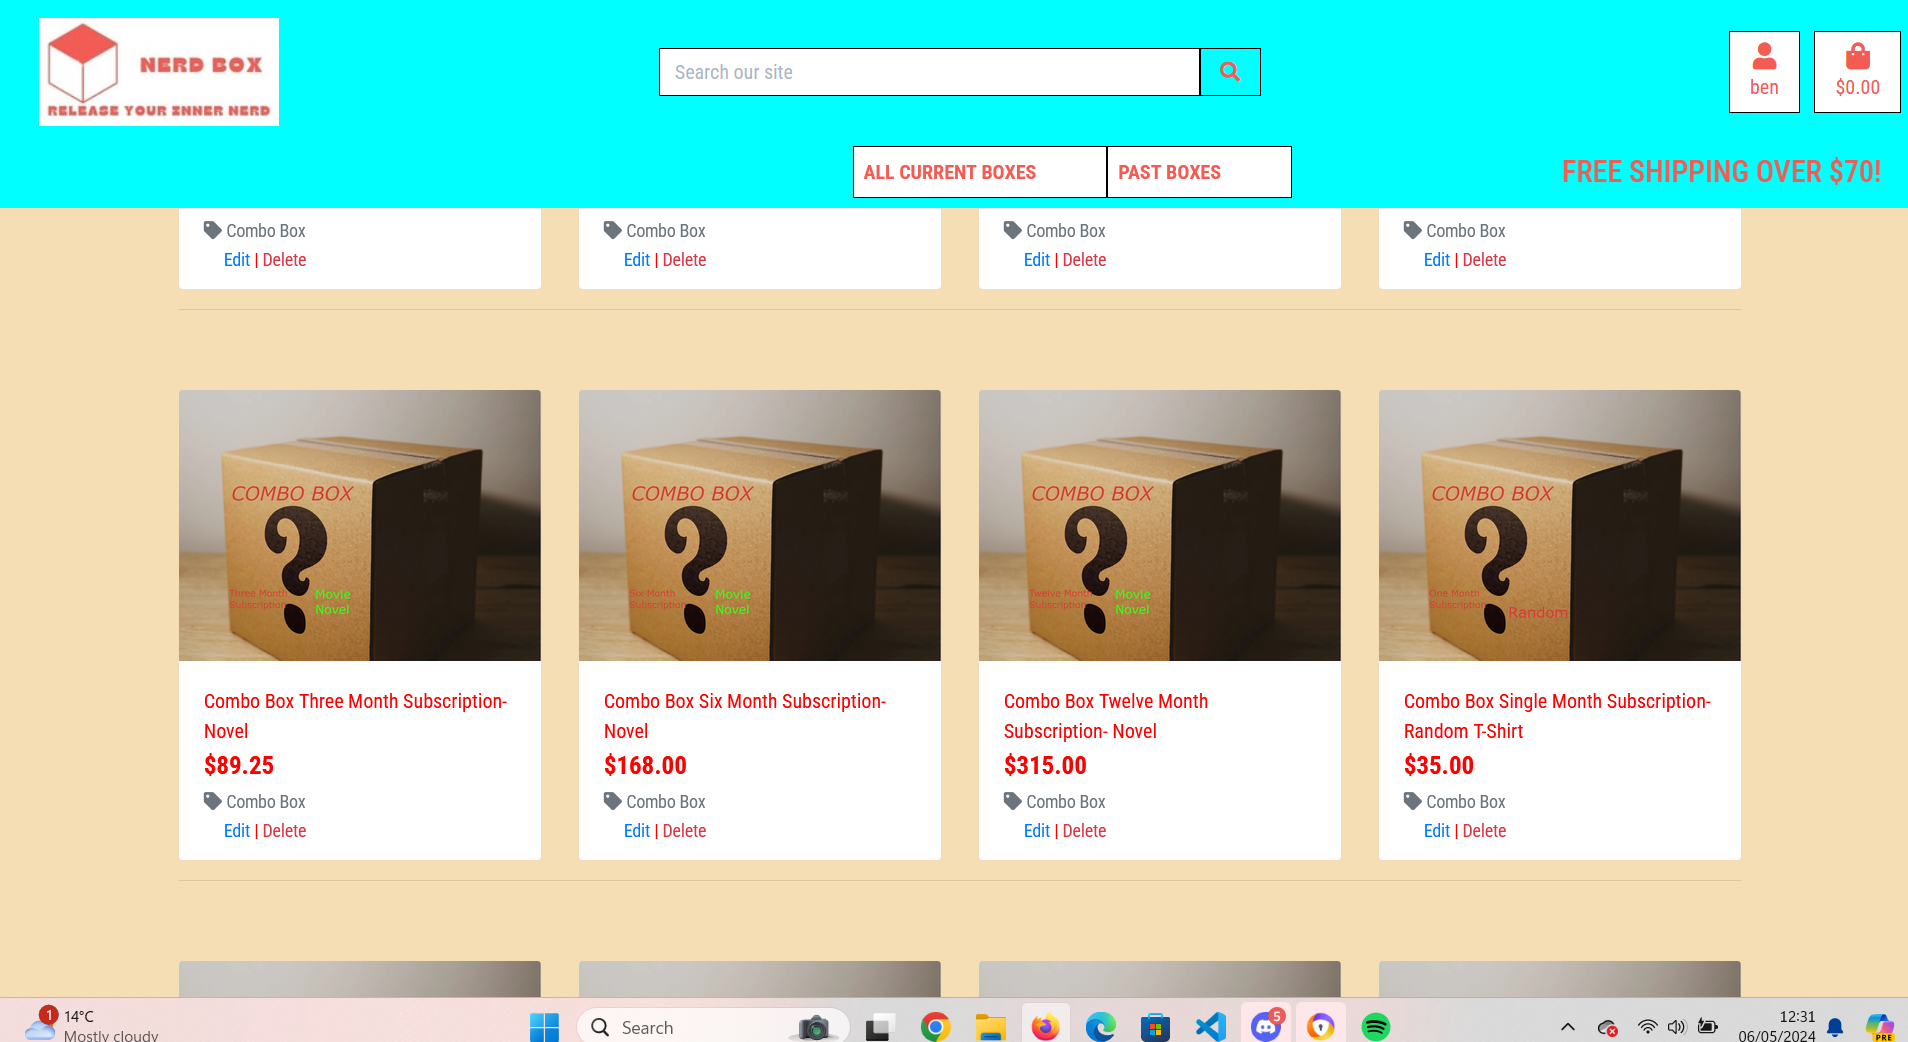 NERD BOX
RELEASE YOUR INNER NERD
Search our site
ben
$0.00
ALL CURRENT BOXES
PAST BOXES
FREE SHIPPING OVER $70!
Combo Box
Edit | Delete
Combo Box
Edit | Delete
Combo Box
Edit | Delete
Combo Box
Edit | Delete
COMBO BOX
?
Three Month
Subscription
Movie
Novel
Combo Box Three Month Subscription-
Novel
$89.25
Combo Box
Edit | Delete
COMBO BOX
?
Six Month
Subscription
Movie
Novel
Combo Box Six Month Subscription-
Novel
$168.00
Combo Box
Edit | Delete
COMBO BOX
?
Twelve Month
Subscription
Movie
Novel
Combo Box Twelve Month
Subscription- Novel
$315.00
Combo Box
Edit | Delete
COMBO BOX
?
One Month
Subscription
Random
Combo Box Single Month Subscription-
Random T-Shirt
$35.00
Combo Box
Edit | Delete
1
14°C
Mostly cloudy
Search
5
12:31
06/05/2024
PRE